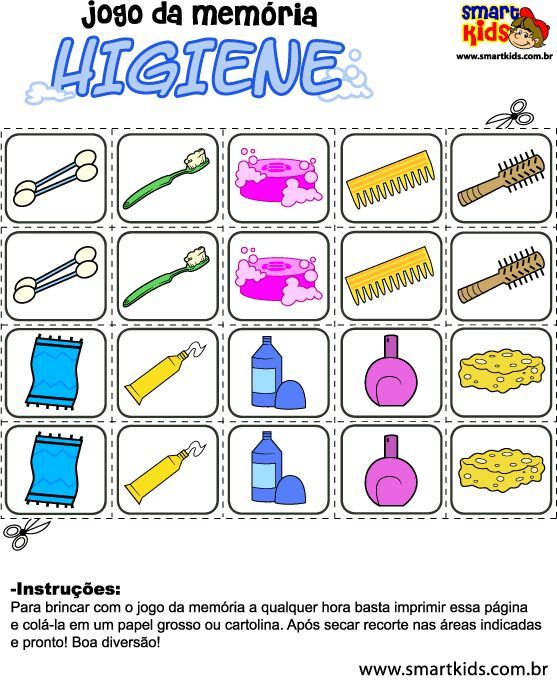 jogo da memória
smart
kids
HIGIENE
www.smartkids.com.br
-Instruções:
Para brincar com o jogo da memória a qualquer hora basta imprimir essa página
e colá-la em um papel grosso ou cartolina. Após secar recorte nas áreas indicadas
e pronto! Boa diversão!
www.smartkids.com.br